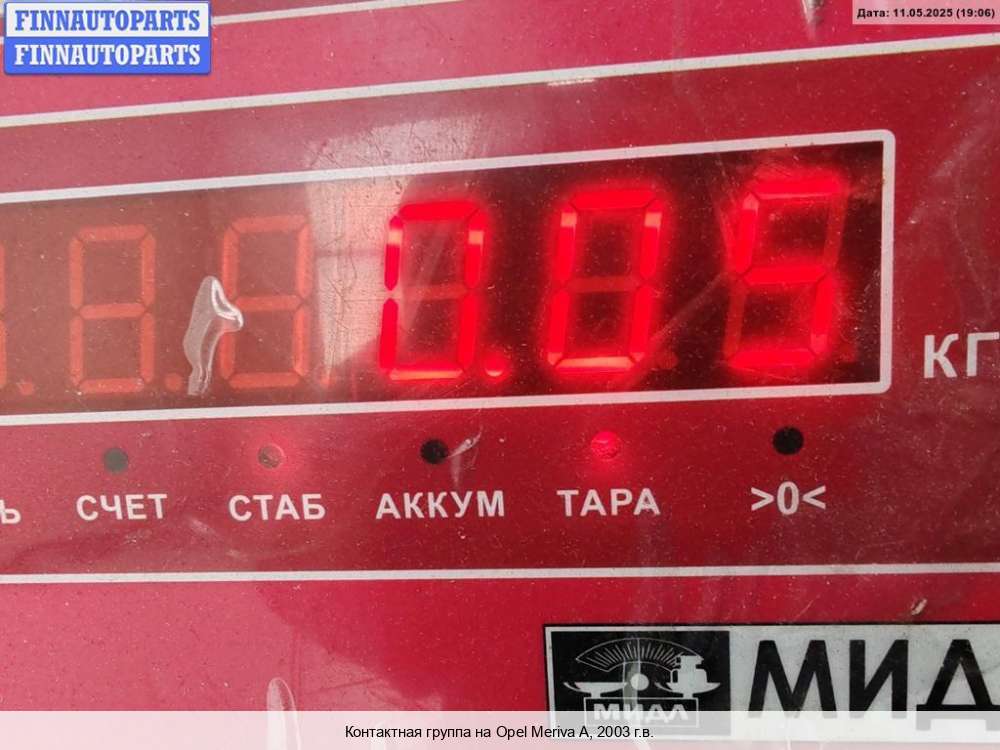 FINNAUTOPARTS
FINNAUTOPARTS
Дата: 11.05.2025 (19:06)
0.05
КГ
Ь СЧЕТ СТАБ АККУМ ТАРА >0<
МИДЛ
МИД
Контактная группа на Opel Meriva A, 2003 г.в.